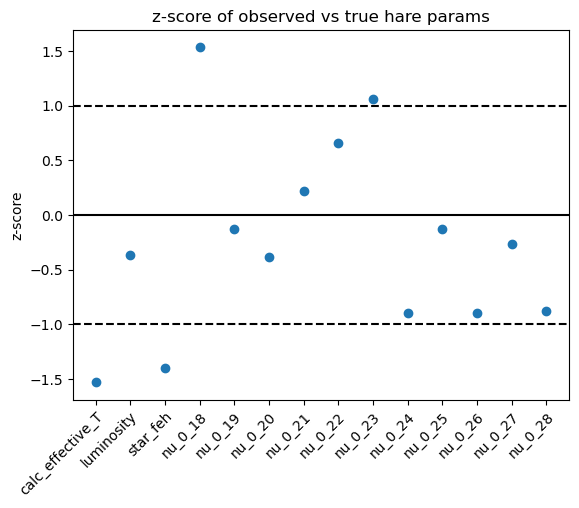 z-score of observed vs true hare params
z-score
1.5
1.0
0.5
0.0
−0.5
−1.0
−1.5
calc_effective_T
luminosity
star_feh
nu_0_18
nu_0_19
nu_0_20
nu_0_21
nu_0_22
nu_0_23
nu_0_24
nu_0_25
nu_0_26
nu_0_27
nu_0_28